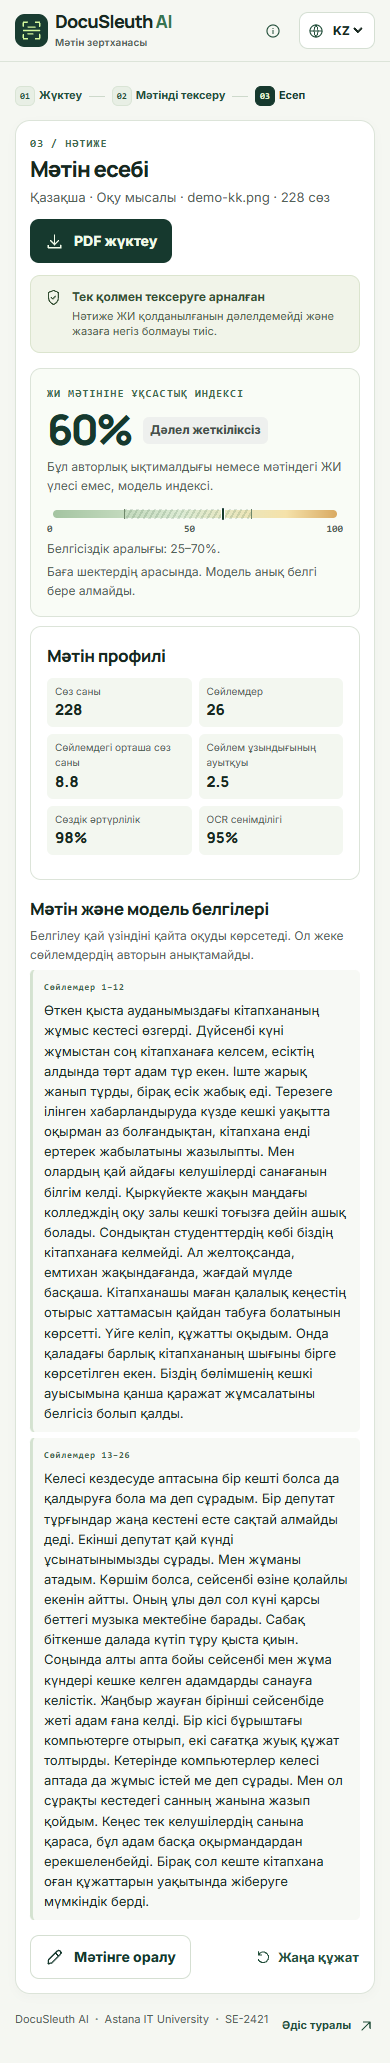 DocuSleuth AI
Мәтін зертханасы
KZ
01 Жүктеу
02 Мәтінді тексеру
03 Есеп
03 / НӘТИЖЕ
Мәтін есебі
Қазақша · Оқу мысалы · demo-kk.png · 228 сөз
PDF жүктеу
Тек қолмен тексеруге арналған
Нәтиже ЖИ қолданылғанын дәлелдемейді және
жазаға негіз болмауы тиіс.
ЖИ МӘТІНІНЕ ҰҚСАСТЫҚ ИНДЕКСІ
60% Дәлел жеткіліксіз
Бұл авторлық ықтималдығы немесе мәтіндегі ЖИ
үлесі емес, модель индексі.
0 50 100
Белгісіздік аралығы: 25–70%.
Баға шектердің арасында. Модель анық белгі
бере алмайды.
Мәтін профилі
Сөз саны
228
Сөйлемдер
26
Сөйлемдегі орташа сөз
саны
8.8
Сөйлем ұзындығының
ауытқуы
2.5
Сөздік әртүрлілік
98%
OCR сенімділігі
95%
Мәтін және модель белгілері
Белгілеу қай үзіндіні қайта оқуды көрсетеді. Ол жеке
сөйлемдердің авторын анықтамайды.
Сөйлемдер 1–12
Өткен қыста ауданымыздағы кітапхананың
жұмыс кестесі өзгерді. Дүйсенбі күні
жұмыстан соң кітапханаға келсем, есіктің
алдында төрт адам тұр екен. Іште жарық
жанып тұрды, бірақ есік жабық еді. Терезеге
ілінген хабарландыруда күзде кешкі уақытта
оқырман аз болғандықтан, кітапхана енді
ертерек жабылатыны жазылыпты. Мен
олардың қай айдағы келушілерді санағанын
білгім келді. Қыркүйекте жақын маңдағы
колледждің оқу залы кешкі тоғызға дейін ашық
болады. Сондықтан студенттердің көбі біздің
кітапханаға келмейді. Ал желтоқсанда,
емтихан жақындағанда, жағдай мүлде
басқаша. Кітапханашы маған қалалық кеңестің
отырыс хаттамасын қайдан табуға болатынын
көрсетті. Үйге келіп, құжатты оқыдым. Онда
қаладағы барлық кітапхананың шығыны бірге
көрсетілген екен. Біздің бөлімшенің кешкі
ауысымына қанша қаражат жұмсалатыны
белгісіз болып қалды.
Сөйлемдер 13–26
Келесі кездесуде аптасына бір кешті болса да
қалдыруға бола ма деп сұрадым. Бір депутат
тұрғындар жаңа кестені есте сақтай алмайды
деді. Екінші депутат қай күнді
ұсынатынымызды сұрады. Мен жұманы
атадым. Көршім болса, сейсенбі өзіне қолайлы
екенін айтты. Оның ұлы дәл сол күні қарсы
беттегі музыка мектебіне барады. Сабақ
біткенше далада күтіп тұру қыста қиын.
Соңында алты апта бойы сейсенбі мен жұма
күндері кешке келген адамдарды санауға
келістік. Жаңбыр жауған бірінші сейсенбіде
жеті адам ғана келді. Бір кісі бұрыштағы
компьютерге отырып, екі сағатқа жуық құжат
толтырды. Кетерінде компьютерлер келесі
аптада да жұмыс істей ме деп сұрады. Мен ол
сұрақты кестедегі санның жанына жазып
қойдым. Кеңес тек келушілердің санына
қараса, бұл адам басқа оқырмандардан
ерекшеленбейді. Бірақ сол кеште кітапхана
оған құжаттарын уақытында жіберуге
мүмкіндік берді.
Мәтінге оралу
Жаңа құжат
DocuSleuth AI · Astana IT University · SE-2421
Әдіс туралы